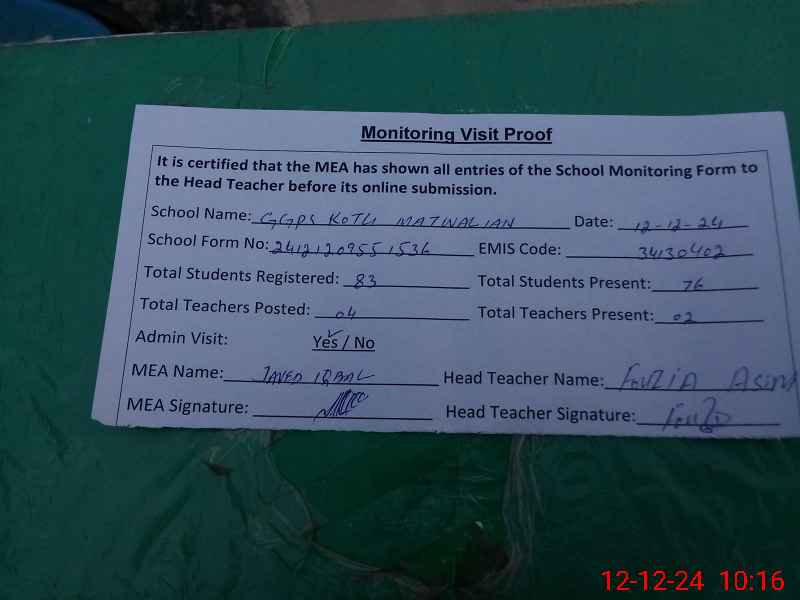 Monitoring Visit Proof
It is certified that the MEA has shown all entries of the School Monitoring Form to
the Head Teacher before its online submission.
School Name: GGPS KOTLI MATWALIAN Date: 12-12-24
School Form No: 24121209551536 EMIS Code: 34130402
Total Students Registered: 83 Total Students Present: 76
Total Teachers Posted: 04 Total Teachers Present: 02
Admin Visit: Yes / No
MEA Name: JAVED IQBAL Head Teacher Name: FOUZIA ASIM
MEA Signature: Head Teacher Signature:
12-12-24 10:16